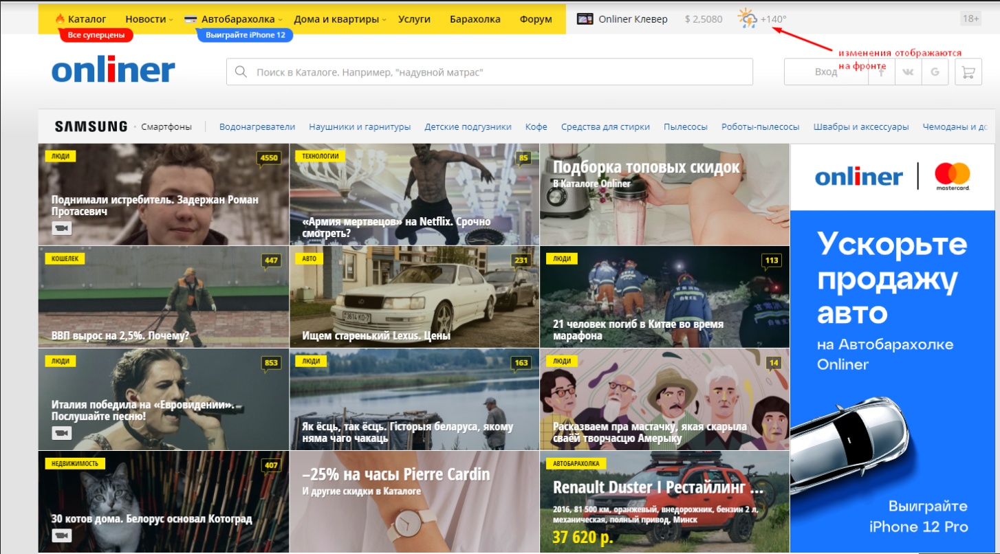 Каталог Новости Автобарахолка Дома и квартиры Услуги Барахолка Форум Onliner Клевер $ 2,5080 +140° 18+
Все суперцены Выиграйте iPhone 12
изменения отображаются
на фронте
onliner Поиск в Каталоге. Например, "надувной матрас" Вход f G
SAMSUNG Смартфоны Водонагреватели Наушники и гарнитуры Детские подгузники Кофе Средства для стирки Пылесосы Роботы-пылесосы Швабры и аксессуары Чемоданы и дс
ЛЮДИ 4550
Поднимали истребитель. Задержан Роман
Протасевич
ТЕХНОЛОГИИ 85
«Армия мертвецов» на Netflix. Срочно
смотреть?
Подборка топовых скидок
В Каталоге Onliner
КОШЕЛЕК 447
ВВП вырос на 2,5%. Почему?
АВТО 231
3614 KO-7
Ищем старенький Lexus. Цены
ЛЮДИ 113
21 человек погиб в Китае во время
марафона
ЛЮДИ 853
Италия победила на «Евровидении».
Послушайте песню!
ЛЮДИ 163
Як ёсць, так ёсць. Гісторыя беларуса, якому
няма чаго чакаць
ЛЮДИ 14
Расказваем пра мастачку, якая скарыла
сваёй творчасцю Амерыку
НЕДВИЖИМОСТЬ 407
30 котов дома. Белорус основал Котоград
–25% на часы Pierre Cardin
И другие скидки в Каталоге
АВТОБАРАХОЛКА
Renault Duster I Рестайлинг ...
2016, 81 500 км, оранжевый, внедорожник, бензин 2 л,
механическая, полный привод, Минск
37 620 р.
onliner mastercard.
Ускорьте
продажу
авто
на Автобарахолке
Onliner
Выиграйте
iPhone 12 Pro